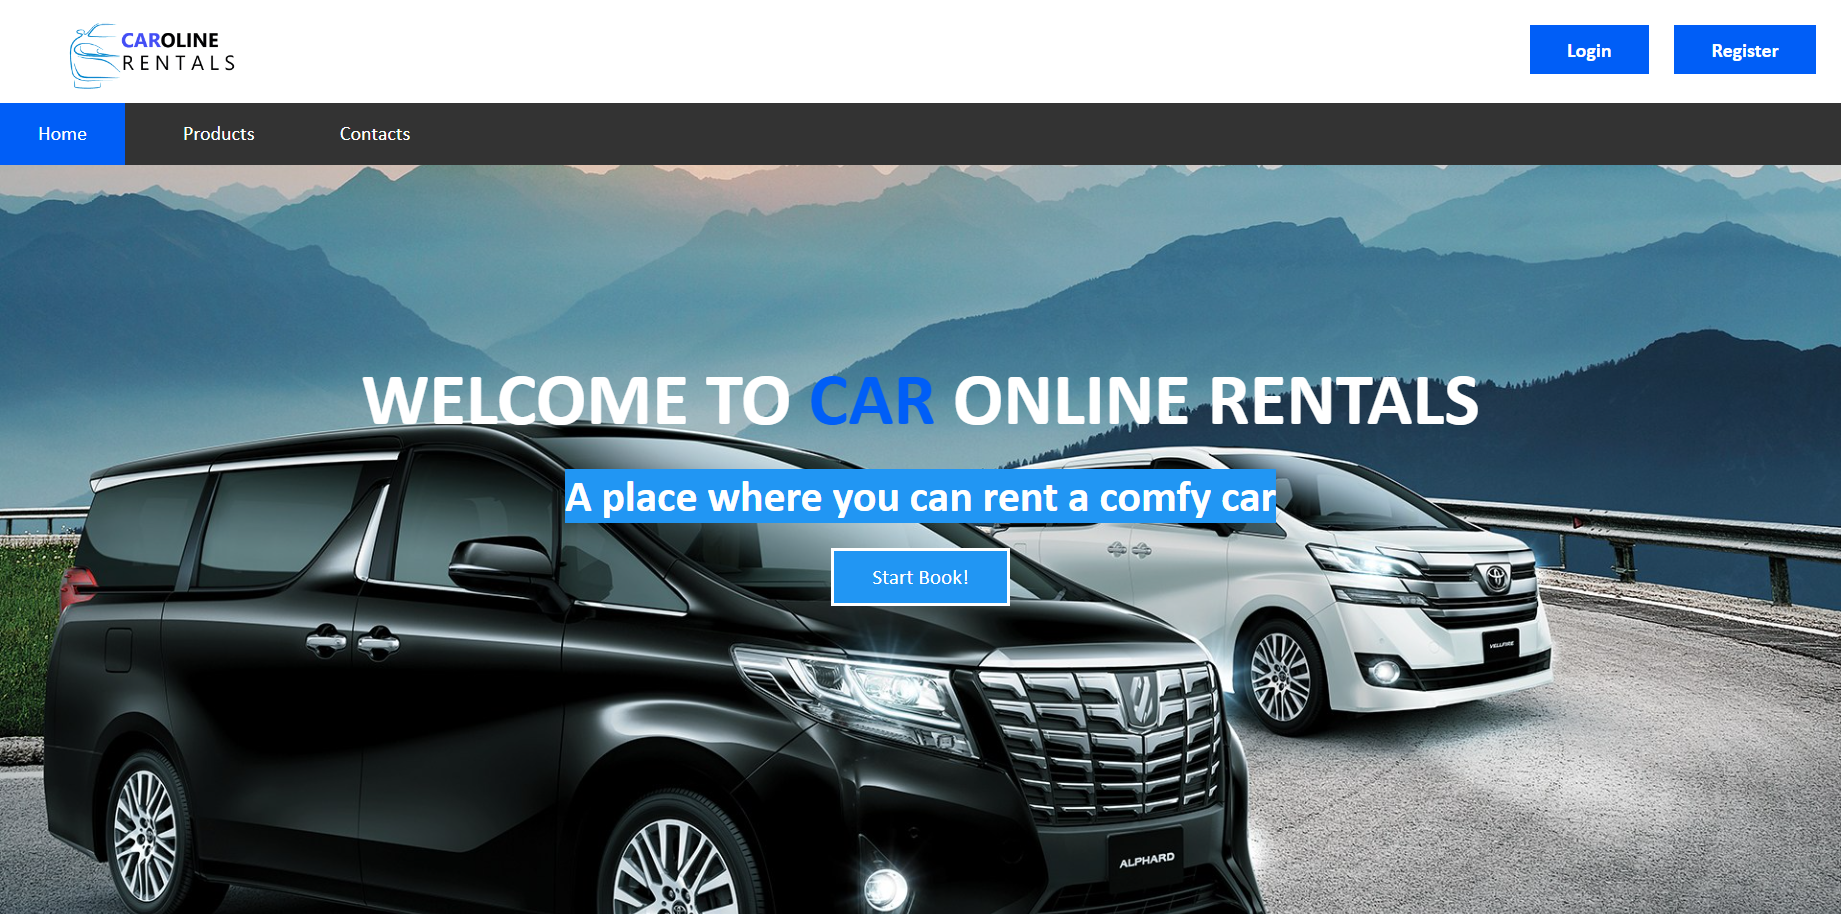 CAROLINE
RENTALS
Login
Register
Home
Products
Contacts
WELCOME TO CAR ONLINE RENTALS
A place where you can rent a comfy car
Start Book!
VELLFIRE
ALPHARD